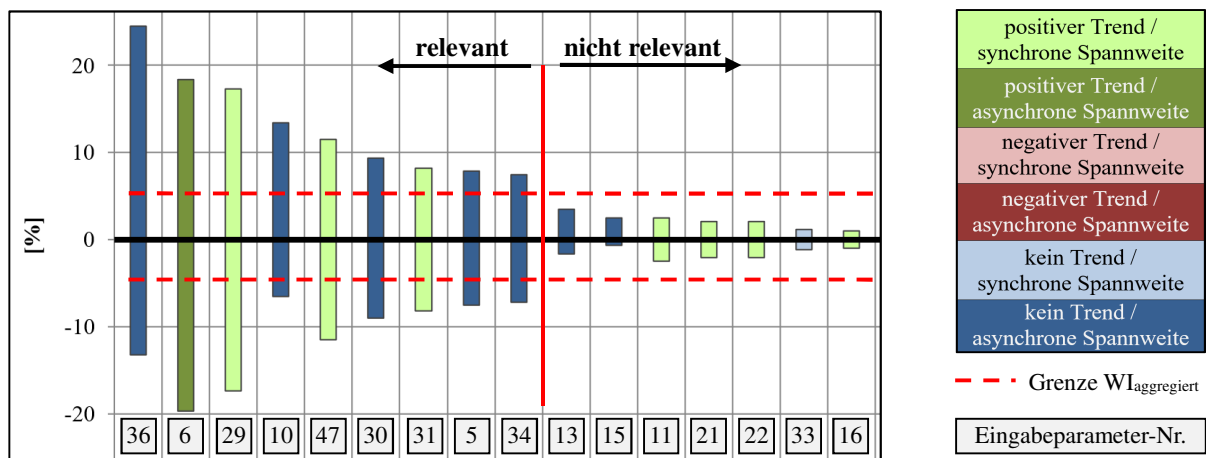 relevant
nicht relevant
20
10
0
-10
-20
[%]
36 6 29 10 47 30 31 5 34 13 15 11 21 22 33 16
positiver Trend /
synchrone Spannweite
positiver Trend /
asynchrone Spannweite
negativer Trend /
synchrone Spannweite
negativer Trend /
asynchrone Spannweite
kein Trend /
synchrone Spannweite
kein Trend /
asynchrone Spannweite
Grenze WIaggregiert
Eingabeparameter-Nr.